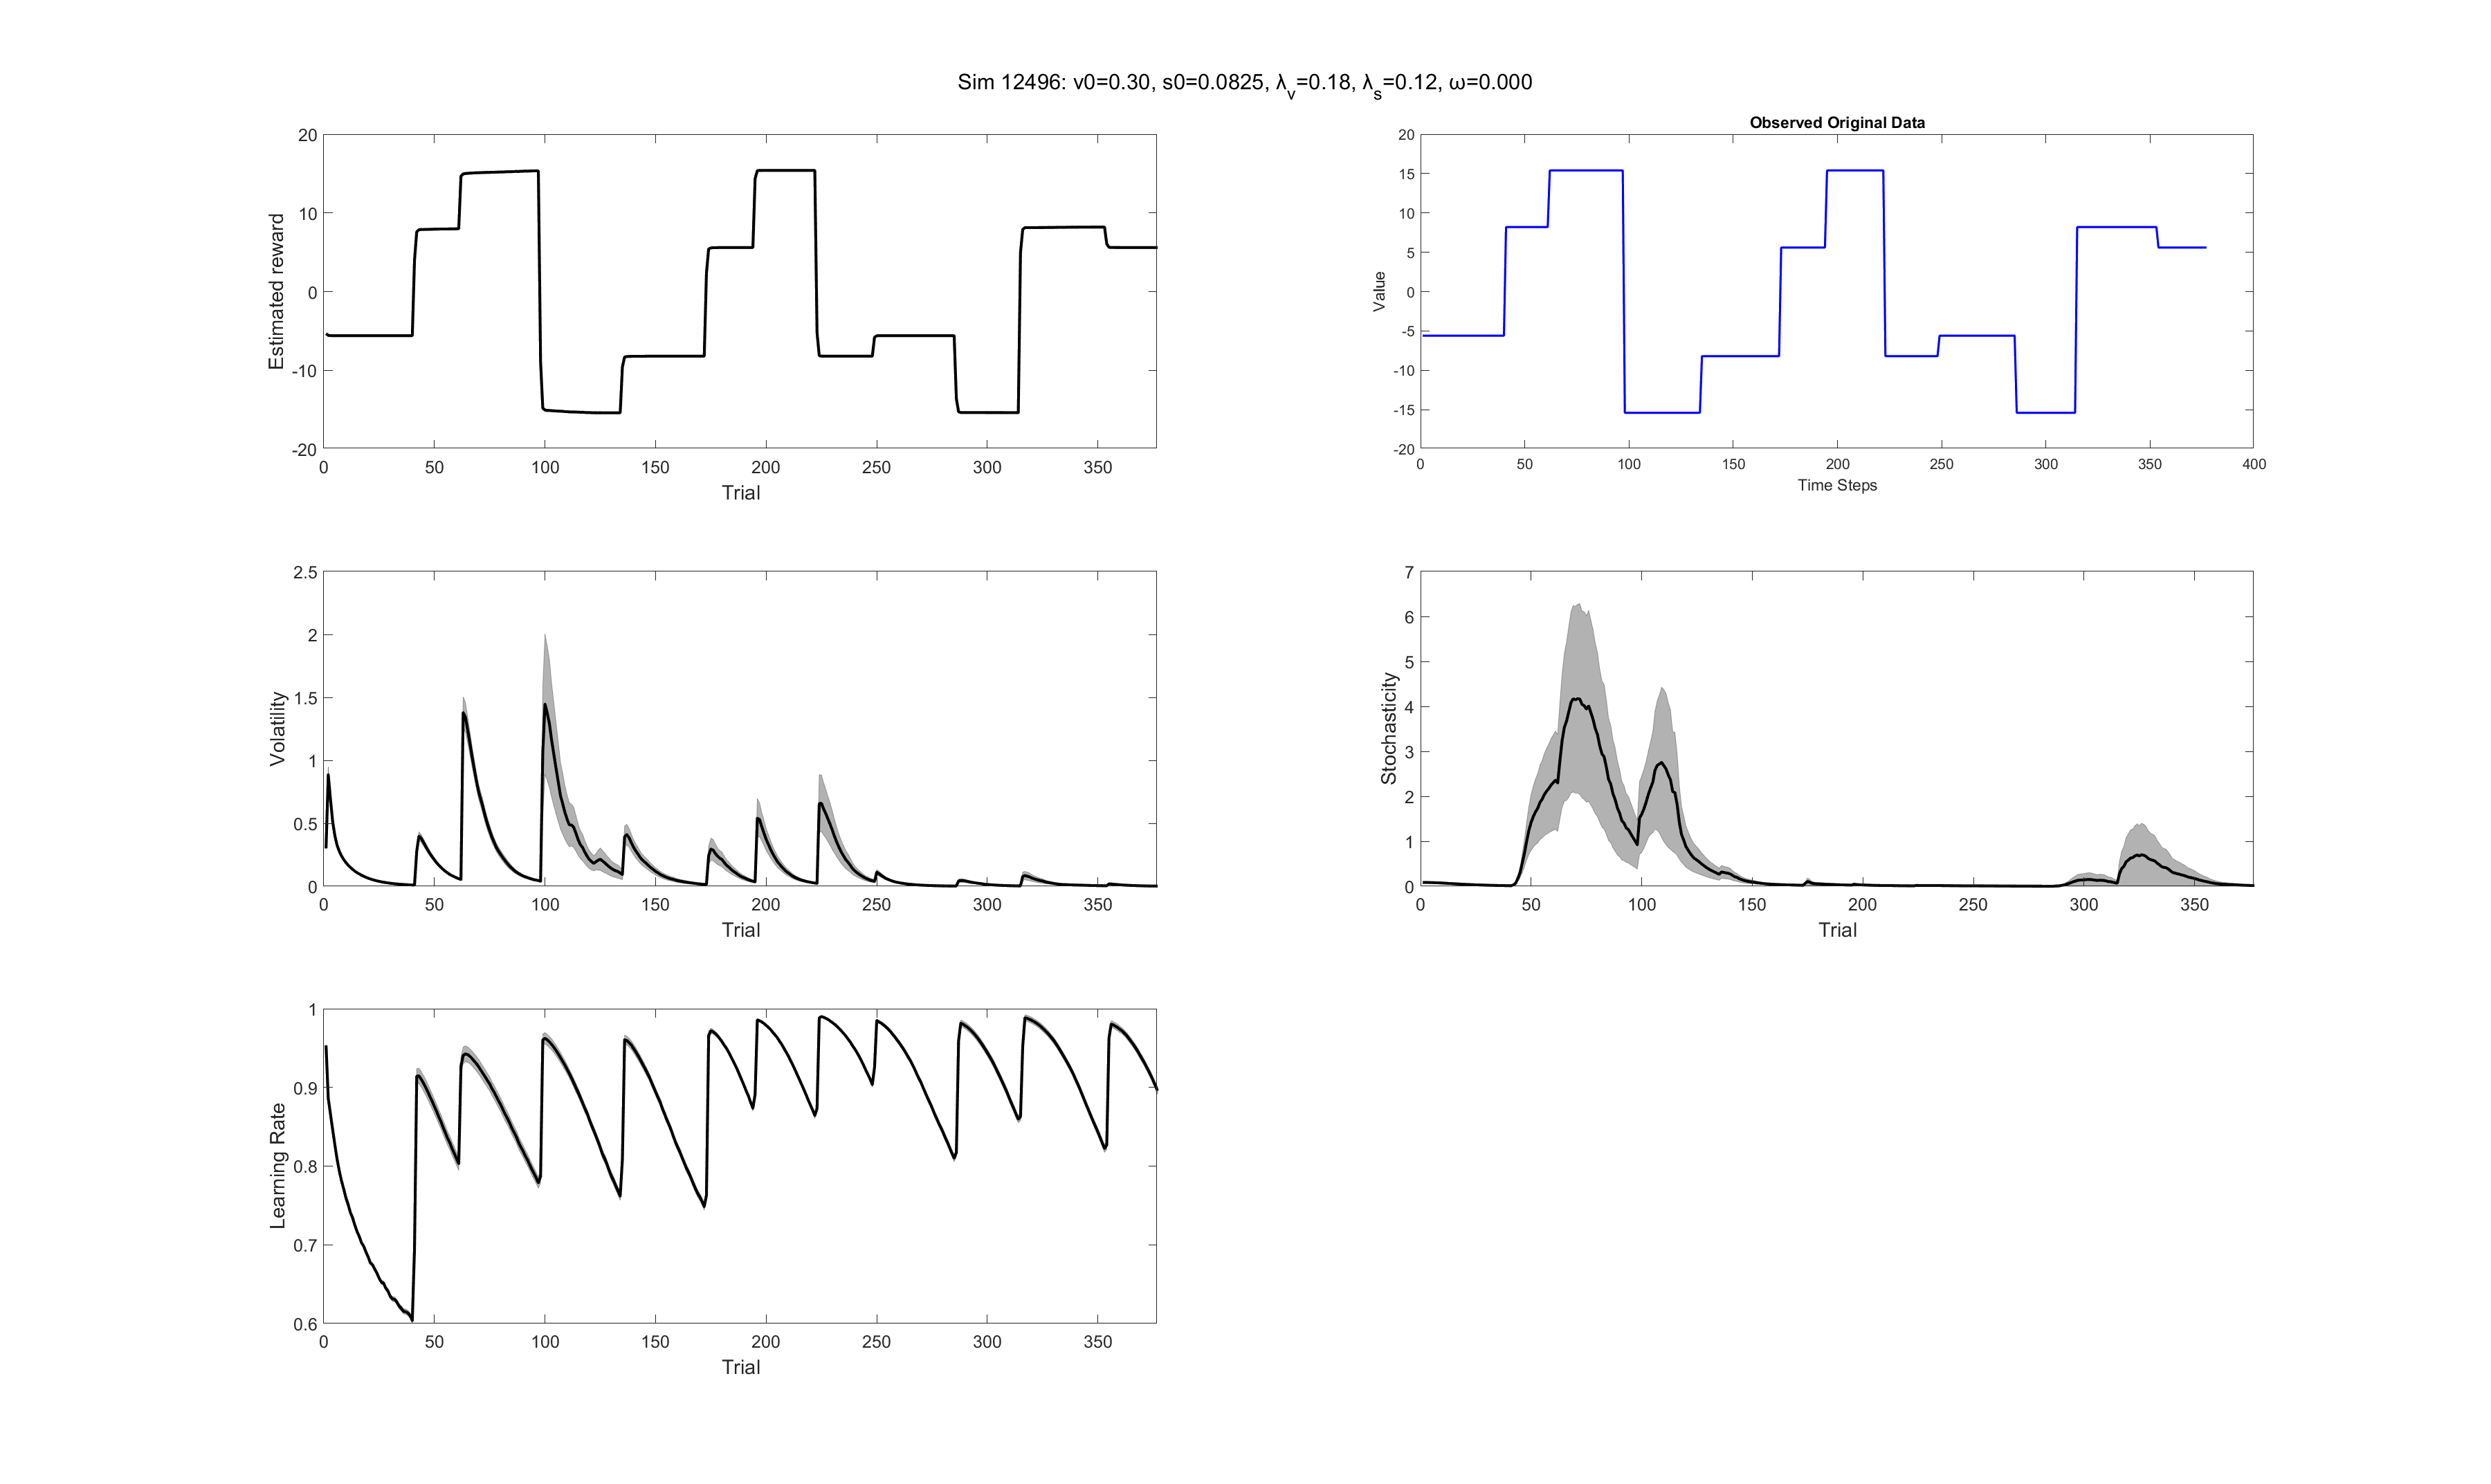 Sim 12496: v0=0.30, s0=0.0825, λv=0.18, λs=0.12, ω=0.000
20
10
0
-10
-20
Estimated reward
0 50 100 150 200 250 300 350
Trial
Observed Original Data
20
15
10
5
0
-5
-10
-15
-20
Value
0 50 100 150 200 250 300 350 400
Time Steps
2.5
2
1.5
1
0.5
0
Volatility
0 50 100 150 200 250 300 350
Trial
7
6
5
4
3
2
1
0
Stochasticity
0 50 100 150 200 250 300 350
Trial
1
0.9
0.8
0.7
0.6
Learning Rate
0 50 100 150 200 250 300 350
Trial